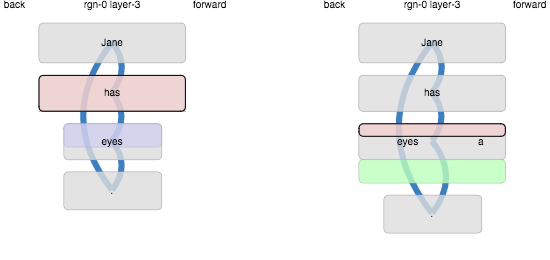 back rgn-0 layer-3 forward
Jane
has
eyes
.
back rgn-0 layer-3 forward
Jane
has
eyes a
.